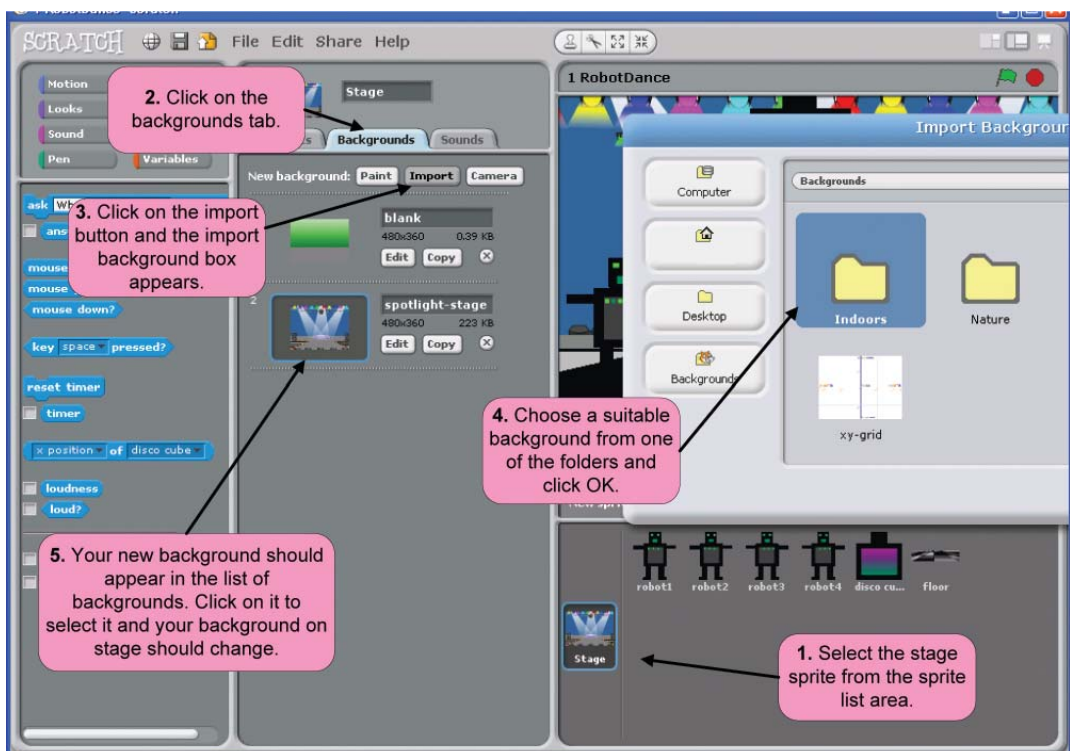 SCRATCH File Edit Share Help
Motion
Looks
Sound
Pen
Variables
2. Click on the
backgrounds tab.
Stage
Backgrounds
Sounds
New background: Paint Import Camera
3. Click on the import
button and the import
background box
appears.
ask
mouse
mouse
mouse down?
key space pressed?
reset timer
timer
x position of disco cube
loudness
loud?
blank
480x360 0.39 KB
Edit Copy
2
spotlight-stage
480x360 223 KB
Edit Copy
5. Your new background should
appear in the list of
backgrounds. Click on it to
select it and your background on
stage should change.
1 RobotDance
Import Backgroun
Computer
Desktop
Backgrounds
Backgrounds
Indoors
Nature
xy-grid
4. Choose a suitable
background from one
of the folders and
click OK.
robot1 robot2 robot3 robot4 disco cu... floor
Stage
1. Select the stage
sprite from the sprite
list area.